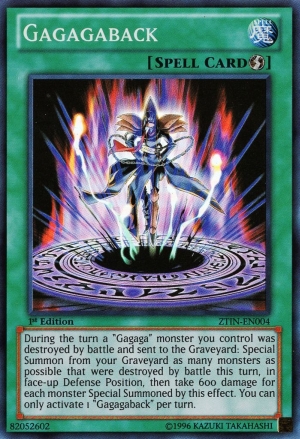 GAGAGABACK
[SPELL CARD]
1st Edition
ZTIN-EN004
During the turn a "Gagaga" monster you control was
destroyed by battle and sent to the Graveyard: Special
Summon from your Graveyard as many monsters as
possible that were destroyed by battle this turn, in
face-up Defense Position, then take 600 damage for
each monster Special Summoned by this effect. You can
only activate 1 "Gagagaback" per turn.
82052602
©1996 KAZUKI TAKAHASHI